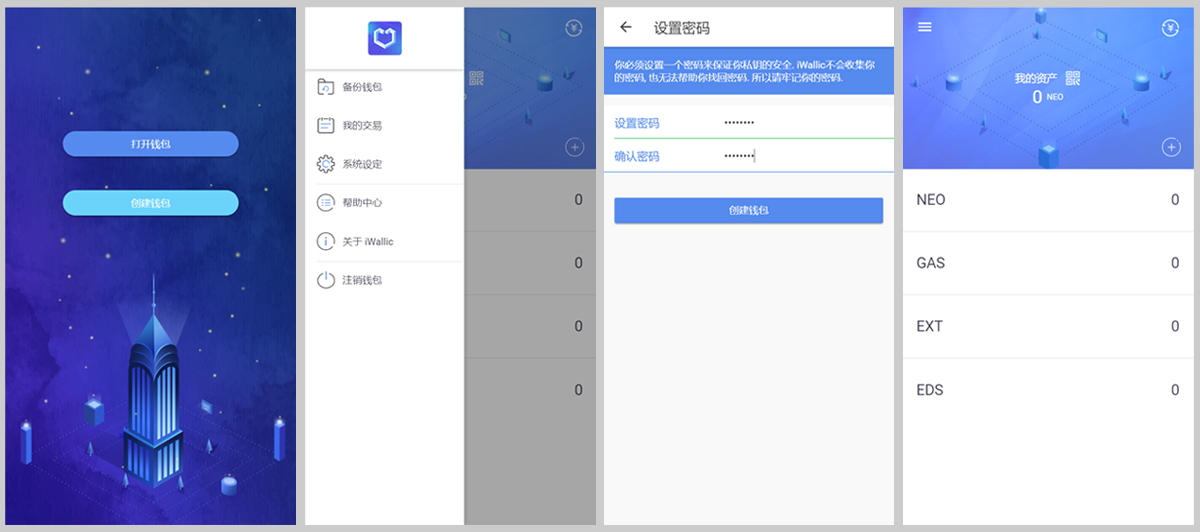 打开钱包
创建钱包
备份钱包
我的交易
系统设定
帮助中心
关于 iWallic
注销钱包
0
0
0
0
设置密码
你必须设置一个密码来保证你私钥的安全. iWallic不会收集你
的密码, 也无法帮助你找回密码. 所以请牢记你的密码.
设置密码 ••••••••
确认密码 ••••••••
创建钱包
我的资产
0 NEO
NEO 0
GAS 0
EXT 0
EDS 0